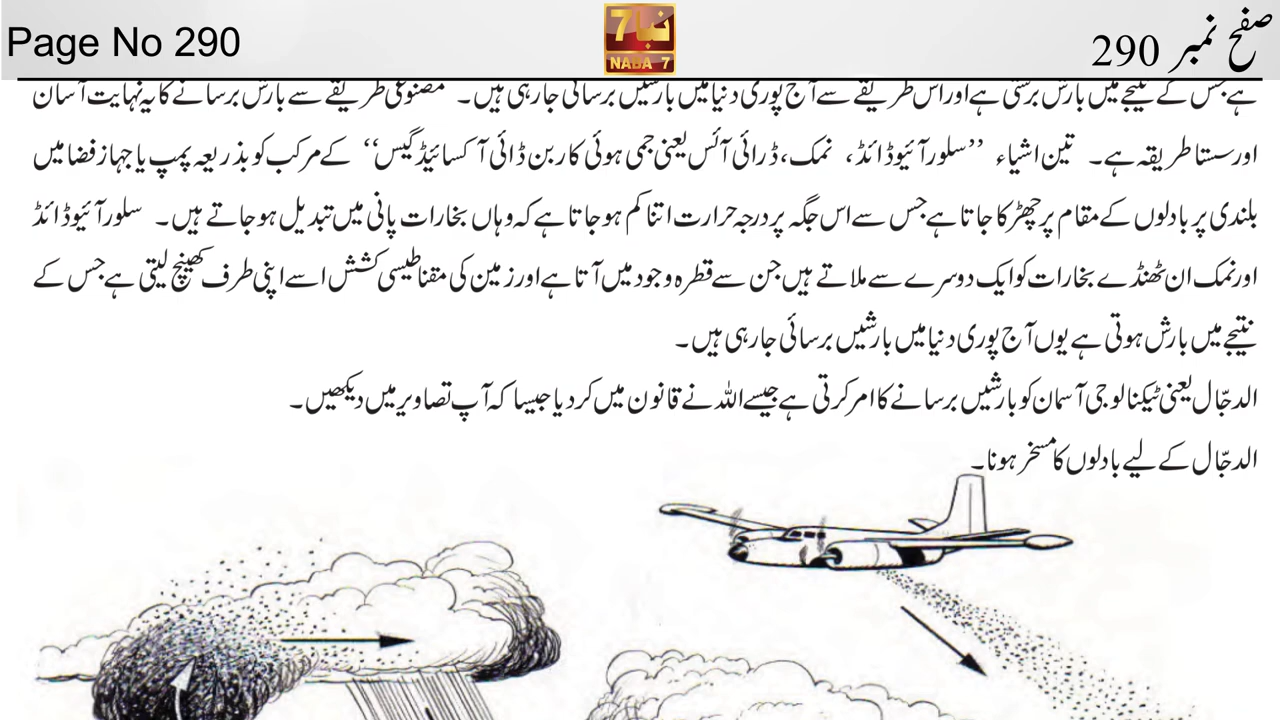 Page No 290
نبا 7
NABA 7
صفحہ نمبر 290
ہے جس کے نتیجے میں بارش برستی ہے اور اس طریقے سے آج پوری دنیا میں بارشیں برسائی جارہی ہیں۔ مصنوعی طریقے سے بارش برسانے کا یہ نہایت آسان
اور سستا طریقہ ہے۔ تین اشیاء ’’سلور آئیوڈائڈ، نمک، ڈرائی آئس یعنی جمی ہوئی کاربن ڈائی آکسائیڈ گیس‘‘ کے مرکب کو بذریعہ پمپ یا جہاز فضا میں
بلندی پر بادلوں کے مقام پر چھڑکا جاتا ہے جس سے اس جگہ پر درجہ حرارت اتنا کم ہو جاتا ہے کہ وہاں بخارات پانی میں تبدیل ہو جاتے ہیں۔ سلور آئیوڈائڈ
اور نمک ان ٹھنڈے بخارات کو ایک دوسرے سے ملاتے ہیں جن سے قطرہ وجود میں آتا ہے اور زمین کی مقناطیسی کشش اسے اپنی طرف کھینچ لیتی ہے جس کے
نتیجے میں بارش ہوتی ہے یوں آج پوری دنیا میں بارشیں برسائی جارہی ہیں۔
الدجّال یعنی ٹیکنالوجی آسمان کو بارشیں برسانے کا امر کرتی ہے جیسے اللہ نے قانون میں کر دیا جیسا کہ آپ تصاویر میں دیکھیں۔
الدجّال کے لیے بادلوں کا مسخر ہونا۔